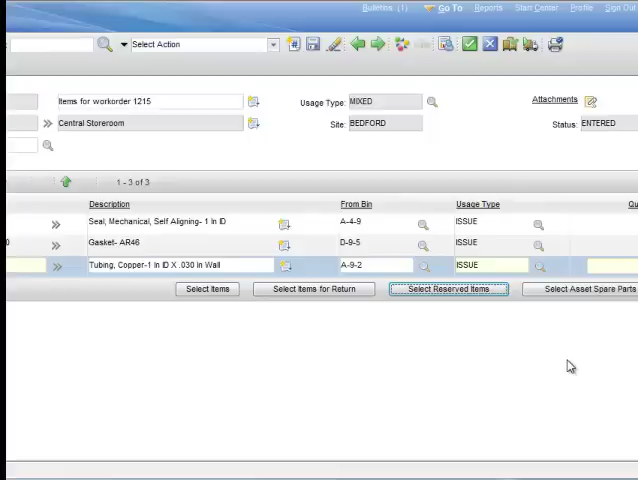 Bulletins (1) Go To Reports Start Center Profile Sign Out
Select Action
Items for workorder 1215 Usage Type: MIXED Attachments
Central Storeroom Site: BEDFORD Status: ENTERED
1 - 3 of 3
Description From Bin Usage Type Qu
Seal, Mechanical, Self Aligning- 1 In ID A-4-9 ISSUE
0 Gasket- AR46 D-9-5 ISSUE
Tubing, Copper-1 In ID X .030 In Wall A-9-2 ISSUE
Select Items Select Items for Return Select Reserved Items Select Asset Spare Parts